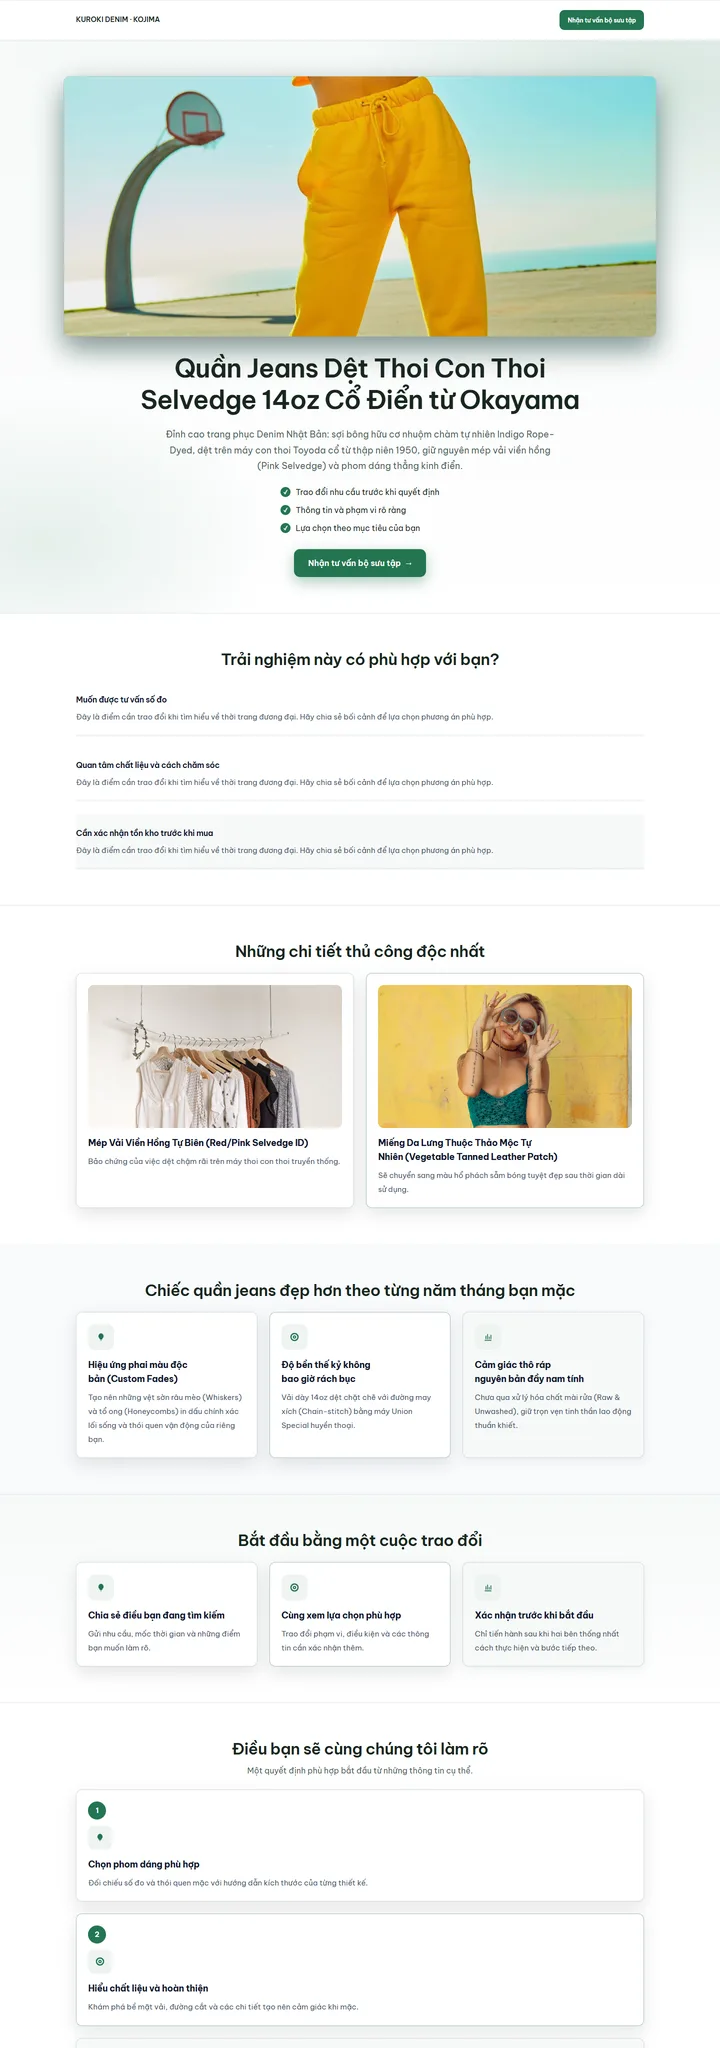 KUROKI DENIM · KOJIMA
Nhận tư vấn bộ sưu tập
Quần Jeans Dệt Thoi Con Thoi
Selvedge 14oz Cổ Điển từ Okayama
Đỉnh cao trang phục Denim Nhật Bản: sợi bông hữu cơ nhuộm chàm tự nhiên Indigo Rope-
Dyed, dệt trên máy con thoi Toyoda cổ từ thập niên 1950, giữ nguyên mép vải viền hồng
(Pink Selvedge) và phom dáng thẳng kinh điển.
Trao đổi nhu cầu trước khi quyết định
Thông tin và phạm vi rõ ràng
Lựa chọn theo mục tiêu của bạn
Nhận tư vấn bộ sưu tập →
Trải nghiệm này có phù hợp với bạn?
Muốn được tư vấn số đo
Đây là điểm cần trao đổi khi tìm hiểu về thời trang đương đại. Hãy chia sẻ bối cảnh để lựa chọn phương án phù hợp.
Quan tâm chất liệu và cách chăm sóc
Đây là điểm cần trao đổi khi tìm hiểu về thời trang đương đại. Hãy chia sẻ bối cảnh để lựa chọn phương án phù hợp.
Cần xác nhận tồn kho trước khi mua
Đây là điểm cần trao đổi khi tìm hiểu về thời trang đương đại. Hãy chia sẻ bối cảnh để lựa chọn phương án phù hợp.
Những chi tiết thủ công độc nhất
Mép Vải Viền Hồng Tự Biên (Red/Pink Selvedge ID)
Bảo chứng của việc dệt chậm rãi trên máy thoi con thoi truyền thống.
Miếng Da Lưng Thuộc Thảo Mộc Tự
Nhiên (Vegetable Tanned Leather Patch)
Sẽ chuyển sang màu hổ phách sẫm bóng tuyệt đẹp sau thời gian dài
sử dụng.
Chiếc quần jeans đẹp hơn theo từng năm tháng bạn mặc
Hiệu ứng phai màu độc
bản (Custom Fades)
Tạo nên những vệt sờn râu mèo (Whiskers)
và tổ ong (Honeycombs) in dấu chính xác
lối sống và thói quen vận động của riêng
bạn.
Độ bền thế kỷ không
bao giờ rách bục
Vải dày 14oz dệt chặt chẽ với đường may
xích (Chain-stitch) bằng máy Union
Special huyền thoại.
Cảm giác thô ráp
nguyên bản đầy nam tính
Chưa qua xử lý hóa chất mài rửa (Raw &
Unwashed), giữ trọn vẹn tinh thần lao động
thuần khiết.
Bắt đầu bằng một cuộc trao đổi
Chia sẻ điều bạn đang tìm kiếm
Gửi nhu cầu, mốc thời gian và những điểm
bạn muốn làm rõ.
Cùng xem lựa chọn phù hợp
Trao đổi phạm vi, điều kiện và các thông
tin cần xác nhận thêm.
Xác nhận trước khi bắt đầu
Chỉ tiến hành sau khi hai bên thống nhất
cách thực hiện và bước tiếp theo.
Điều bạn sẽ cùng chúng tôi làm rõ
Một quyết định phù hợp bắt đầu từ những thông tin cụ thể.
1
Chọn phom dáng phù hợp
Đối chiếu số đo và thói quen mặc với hướng dẫn kích thước của từng thiết kế.
2
Hiểu chất liệu và hoàn thiện
Khám phá bề mặt vải, đường cắt và các chi tiết tạo nên cảm giác khi mặc.